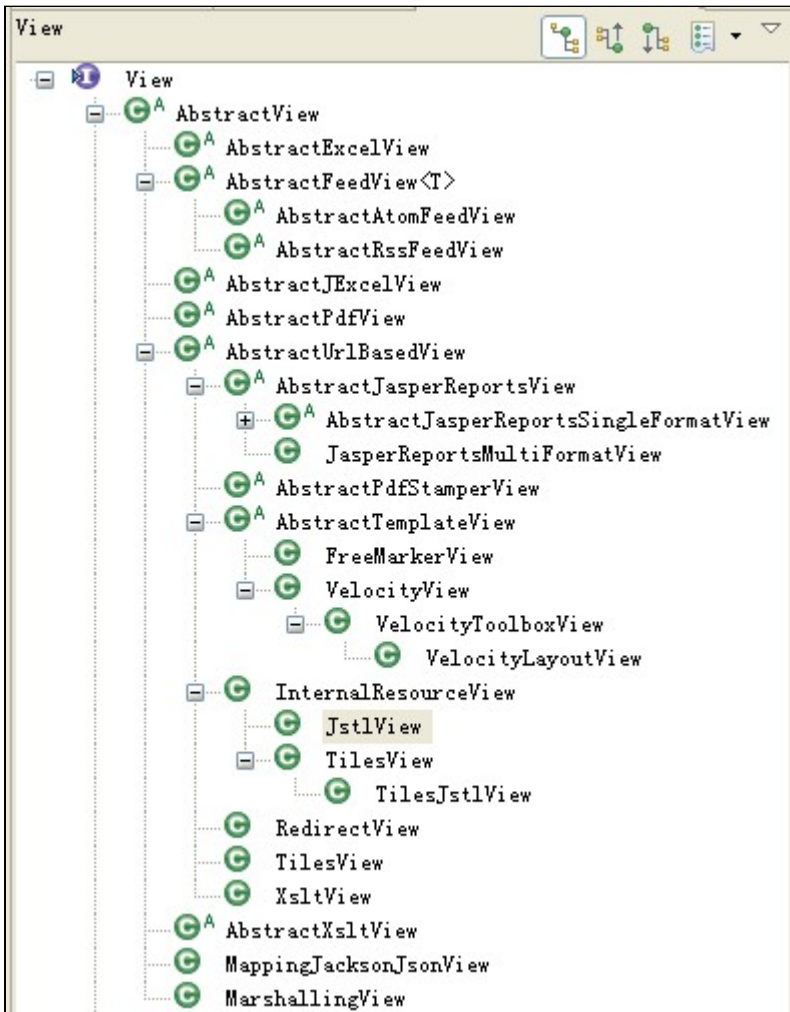 View
View
AbstractView
AbstractExcelView
AbstractFeedView<T>
AbstractAtomFeedView
AbstractRssFeedView
AbstractJExcelView
AbstractPdfView
AbstractUrlBasedView
AbstractJasperReportsView
AbstractJasperReportsSingleFormatView
JasperReportsMultiFormatView
AbstractPdfStamperView
AbstractTemplateView
FreeMarkerView
VelocityView
VelocityToolboxView
VelocityLayoutView
InternalResourceView
JstlView
TilesView
TilesJstlView
RedirectView
TilesView
XsltView
AbstractXsltView
MappingJacksonJsonView
MarshallingView